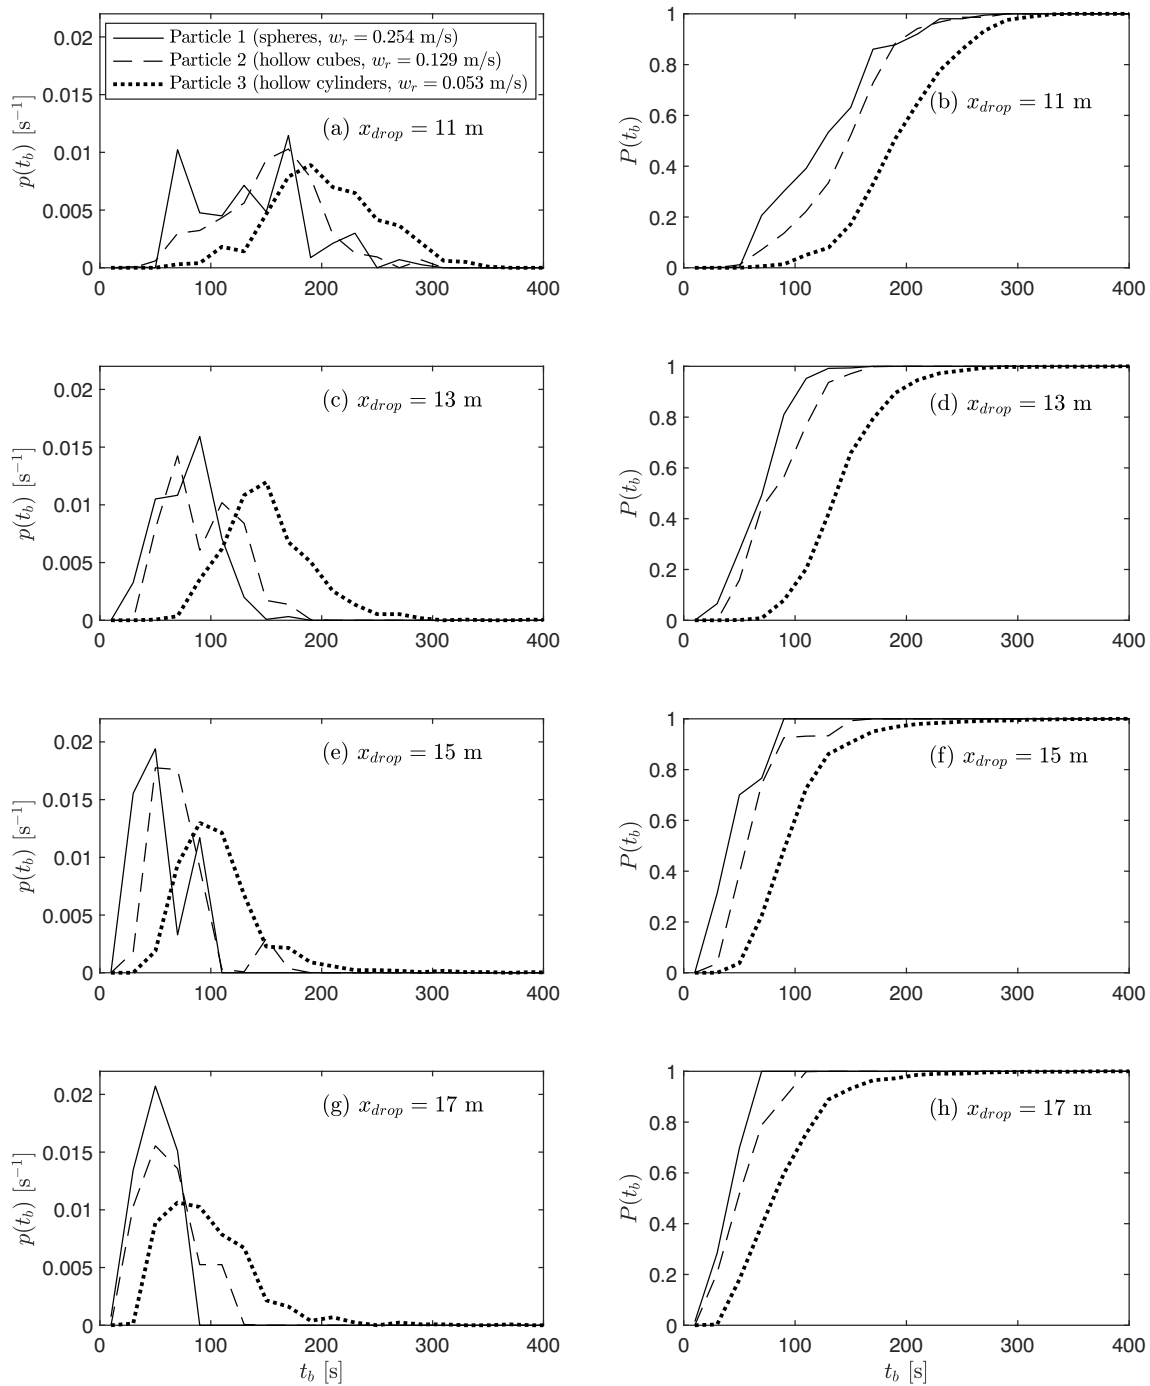 Particle 1 (spheres, w_r = 0.254 m/s)
Particle 2 (hollow cubes, w_r = 0.129 m/s)
Particle 3 (hollow cylinders, w_r = 0.053 m/s)
(a) x_drop = 11 m
p(t_b) [s^−1]
0.02
0.015
0.01
0.005
0
0 100 200 300 400
(b) x_drop = 11 m
P(t_b)
1
0.8
0.6
0.4
0.2
0
0 100 200 300 400
(c) x_drop = 13 m
p(t_b) [s^−1]
0.02
0.015
0.01
0.005
0
0 100 200 300 400
(d) x_drop = 13 m
P(t_b)
1
0.8
0.6
0.4
0.2
0
0 100 200 300 400
(e) x_drop = 15 m
p(t_b) [s^−1]
0.02
0.015
0.01
0.005
0
0 100 200 300 400
(f) x_drop = 15 m
P(t_b)
1
0.8
0.6
0.4
0.2
0
0 100 200 300 400
(g) x_drop = 17 m
p(t_b) [s^−1]
0.02
0.015
0.01
0.005
0
0 100 200 300 400
t_b [s]
(h) x_drop = 17 m
P(t_b)
1
0.8
0.6
0.4
0.2
0
0 100 200 300 400
t_b [s]